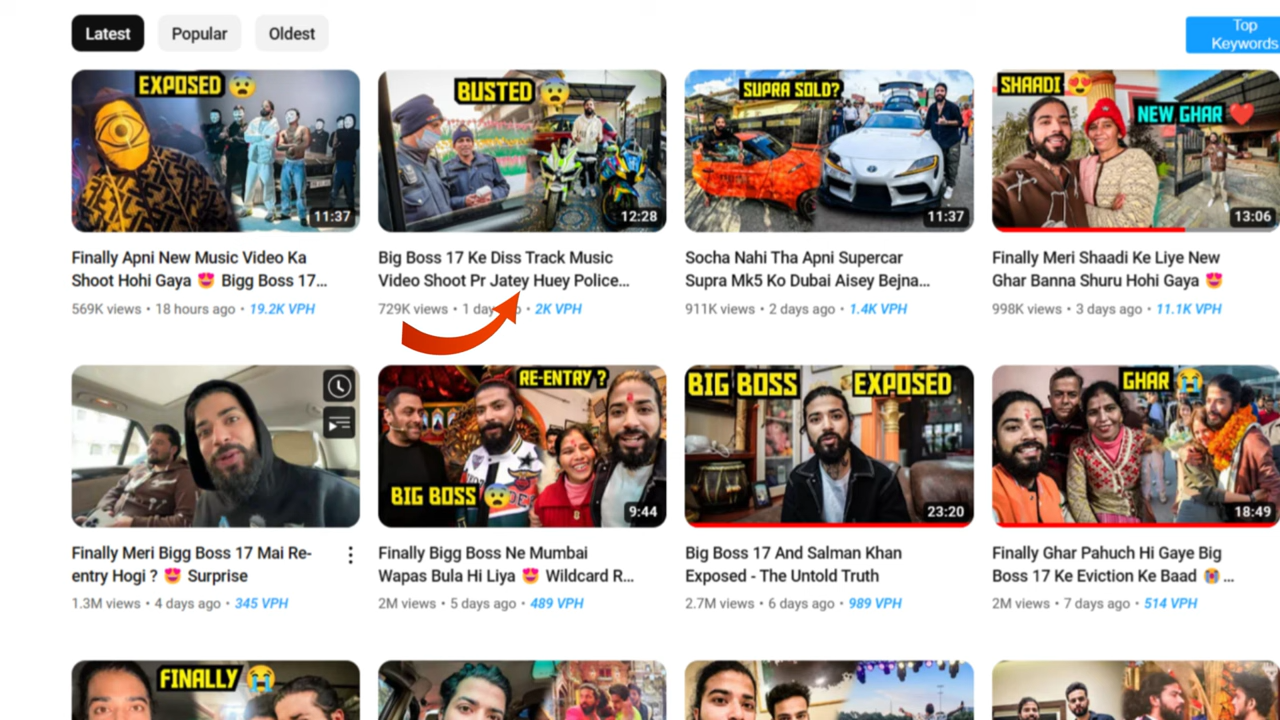 Latest
Popular
Oldest
Top
Keywords
EXPOSED
11:37
BUSTED
12:28
SUPRA SOLD?
11:37
SHAADI
NEW GHAR
13:06
Finally Apni New Music Video Ka
Shoot Hohi Gaya 😍 Bigg Boss 17...
569K views • 18 hours ago • 19.2K VPH
Big Boss 17 Ke Diss Track Music
Video Shoot Pr Jatey Huey Police...
729K views • 1 day • 2K VPH
Socha Nahi Tha Apni Supercar
Supra Mk5 Ko Dubai Aisey Bejna...
911K views • 2 days ago • 1.4K VPH
Finally Meri Shaadi Ke Liye New
Ghar Banna Shuru Hohi Gaya 😍
998K views • 3 days ago • 11.1K VPH
RE-ENTRY ?
BIG BOSS
9:44
BIG BOSS EXPOSED
23:20
GHAR
18:49
Finally Meri Bigg Boss 17 Mai Re-
entry Hogi ? 😍 Surprise
1.3M views • 4 days ago • 345 VPH
Finally Bigg Boss Ne Mumbai
Wapas Bula Hi Liya 😍 Wildcard R...
2M views • 5 days ago • 489 VPH
Big Boss 17 And Salman Khan
Exposed - The Untold Truth
2.7M views • 6 days ago • 989 VPH
Finally Ghar Pahuch Hi Gaye Big
Boss 17 Ke Eviction Ke Baad 😭 ...
2M views • 7 days ago • 514 VPH
FINALLY